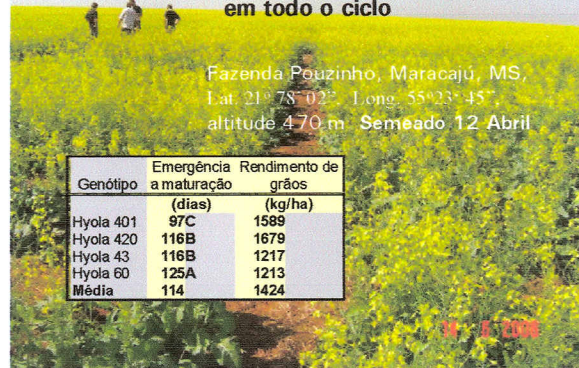 em todo o ciclo
Fazenda Pouzinho, Maracajú, MS,
Lat. 21° 78' 02", Long. 55°23' 45",
altitude 470 m Semeado 12 Abril
Genótipo Emergência a maturação Rendimento de grãos
(dias) (kg/ha)
Hyola 401 97C 1589
Hyola 420 116B 1679
Hyola 43 116B 1217
Hyola 60 125A 1213
Média 114 1424